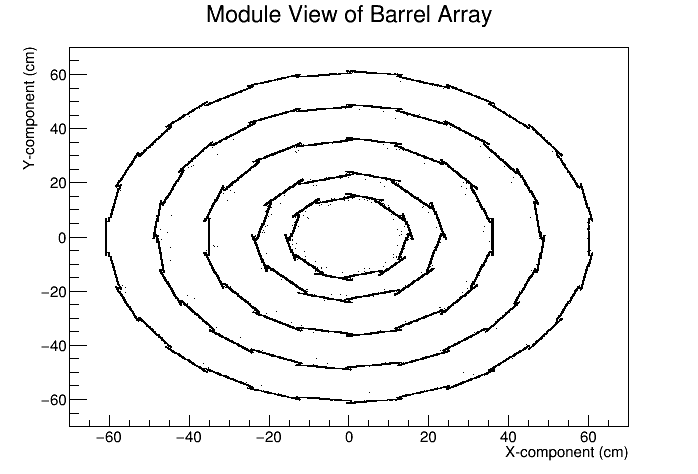 Module View of Barrel Array
Y-component (cm)
60
40
20
0
−20
−40
−60
−60 −40 −20 0 20 40 60
X-component (cm)